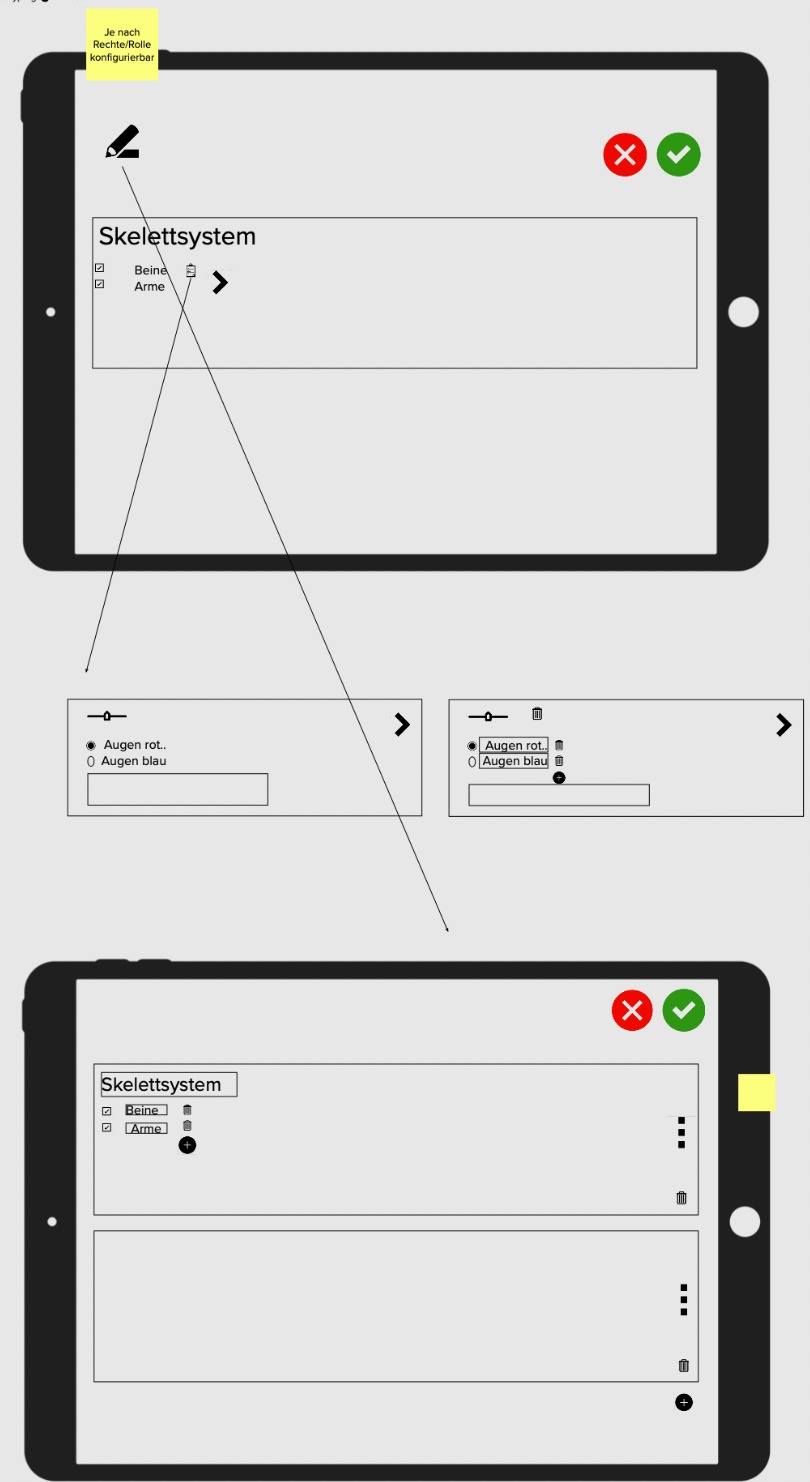 Je nach
Rechte/Rolle
konfigurierbar
Skelettsystem
Beine
Arme
Augen rot..
Augen blau
Augen rot..
Augen blau
Skelettsystem
Beine
Arme